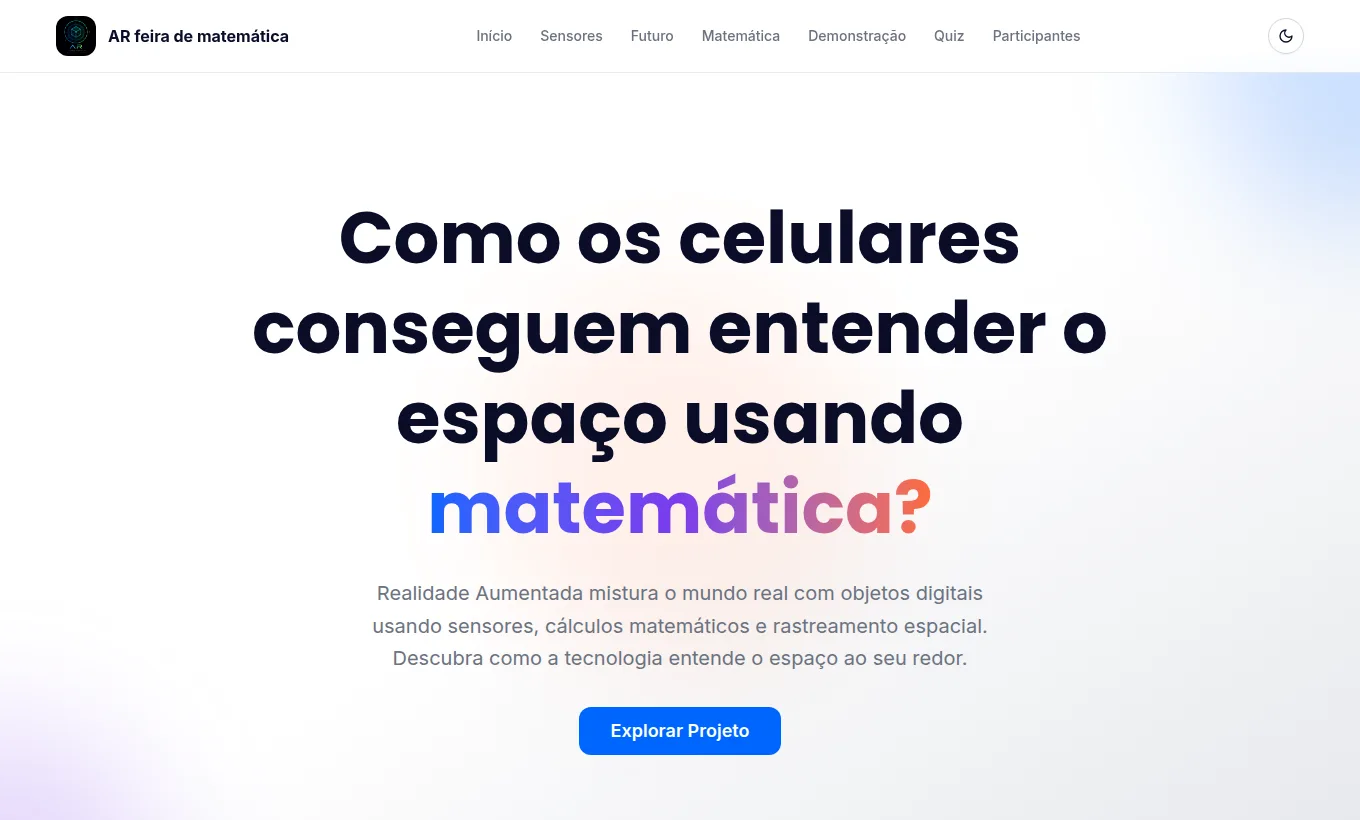 AR
AR feira de matemática
Início
Sensores
Futuro
Matemática
Demonstração
Quiz
Participantes
Como os celulares
conseguem entender o
espaço usando
matemática?
Realidade Aumentada mistura o mundo real com objetos digitais
usando sensores, cálculos matemáticos e rastreamento espacial.
Descubra como a tecnologia entende o espaço ao seu redor.
Explorar Projeto